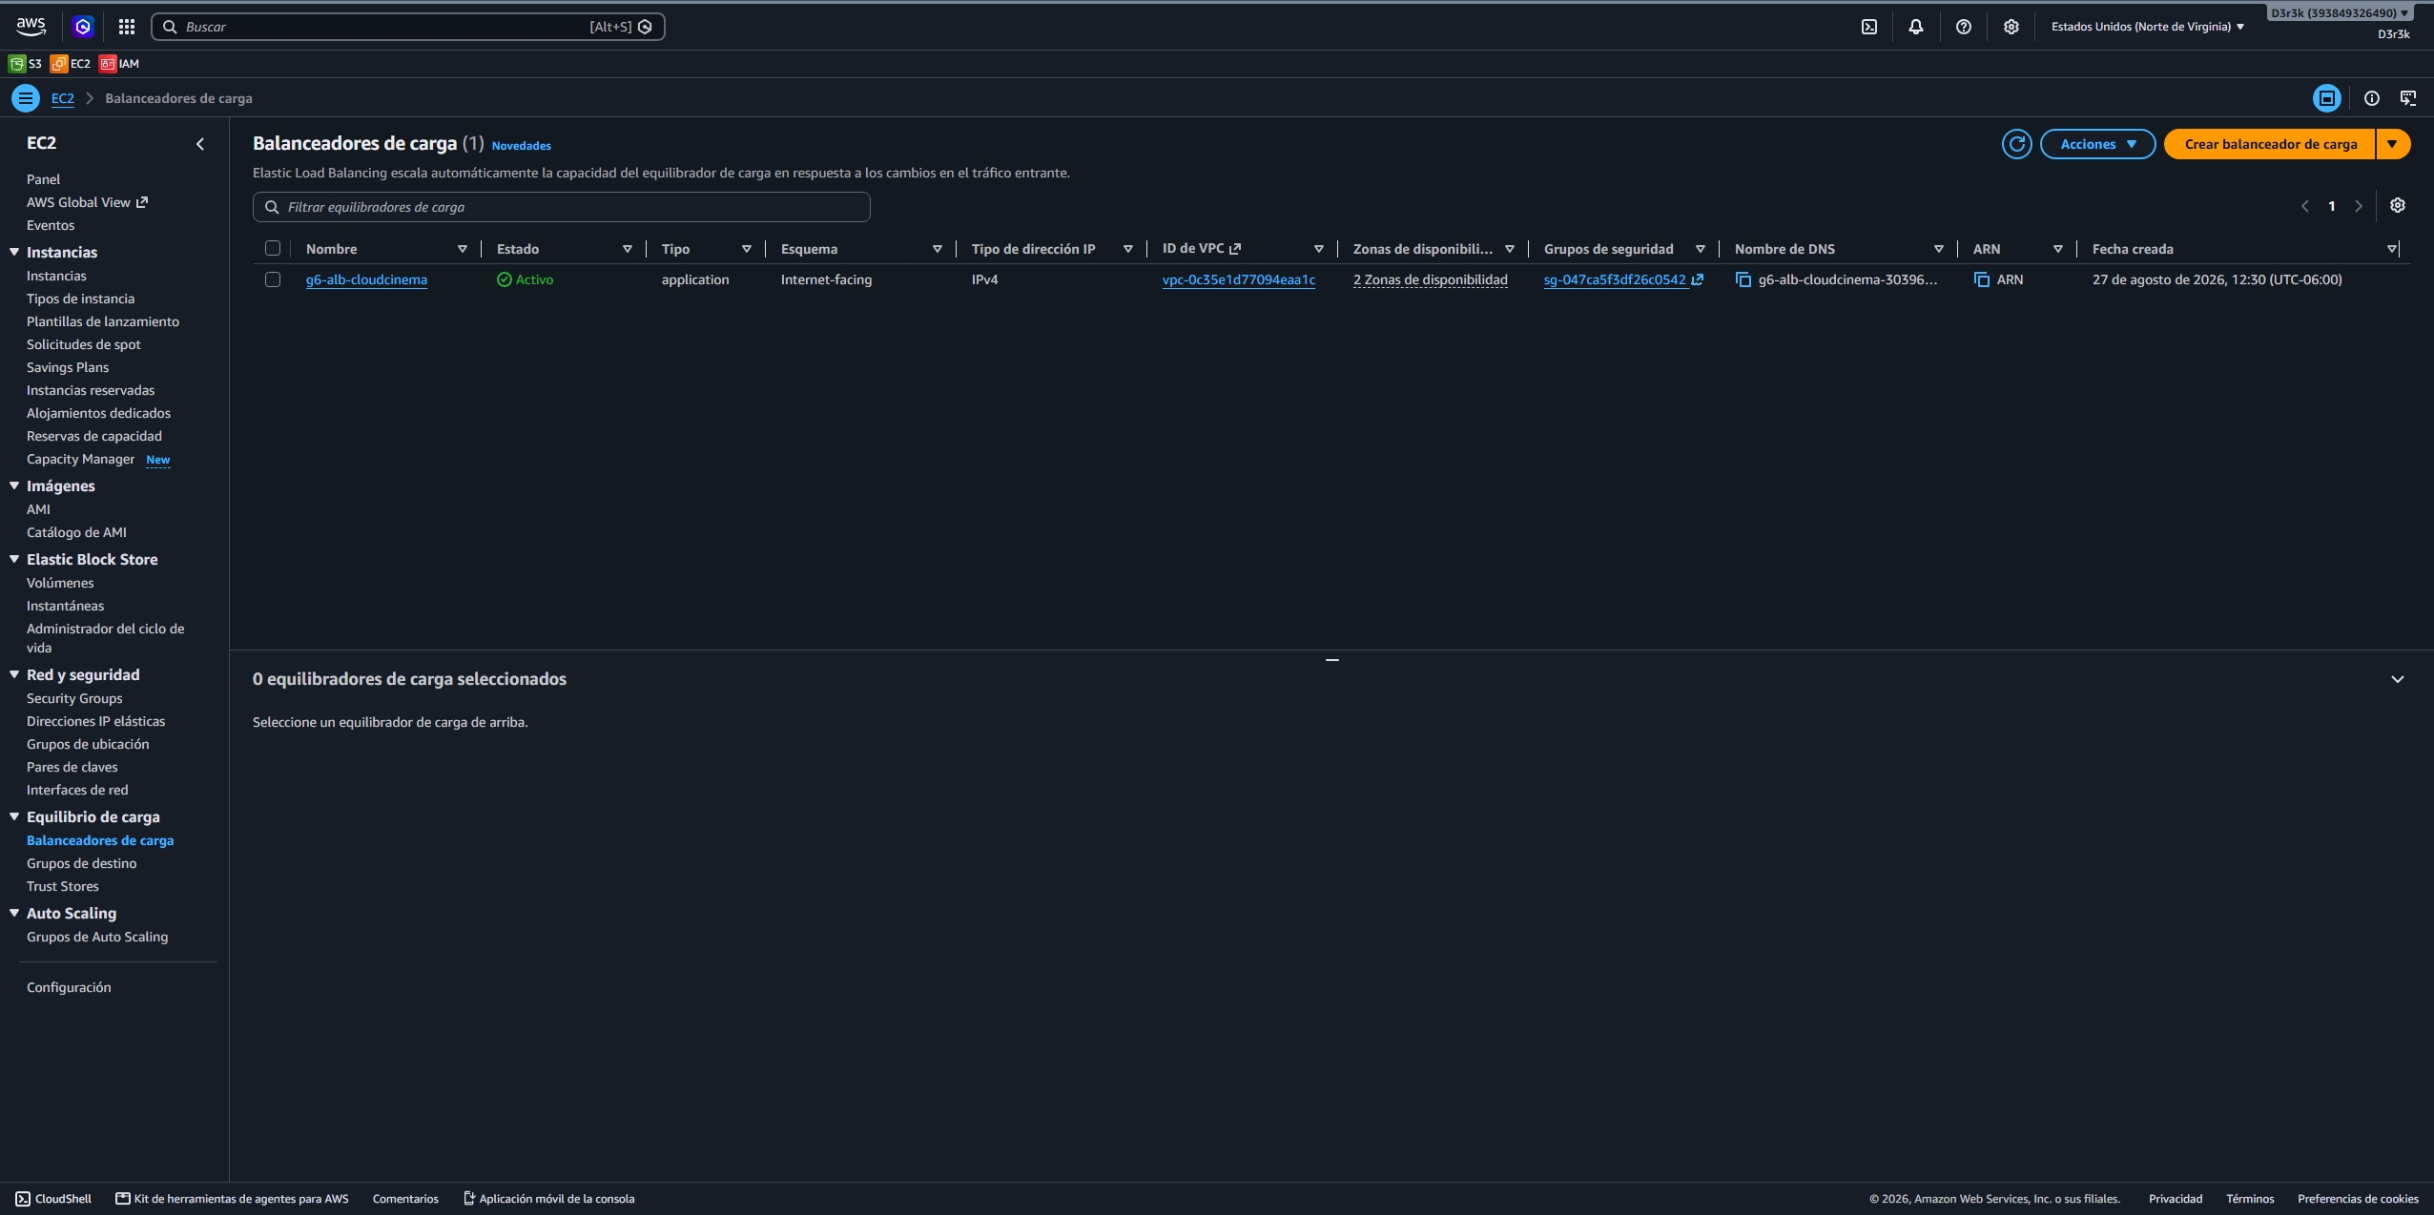 aws
Buscar
[Alt+S]
Estados Unidos (Norte de Virginia)
D3r3k (393849326490)
D3r3k
S3
EC2
IAM
EC2
Balanceadores de carga
EC2
Panel
AWS Global View
Eventos
Instancias
Instancias
Tipos de instancia
Plantillas de lanzamiento
Solicitudes de spot
Savings Plans
Instancias reservadas
Alojamientos dedicados
Reservas de capacidad
Capacity Manager New
Imágenes
AMI
Catálogo de AMI
Elastic Block Store
Volúmenes
Instantáneas
Administrador del ciclo de
vida
Red y seguridad
Security Groups
Direcciones IP elásticas
Grupos de ubicación
Pares de claves
Interfaces de red
Equilibrio de carga
Balanceadores de carga
Grupos de destino
Trust Stores
Auto Scaling
Grupos de Auto Scaling
Configuración
Balanceadores de carga (1) Novedades
Acciones
Crear balanceador de carga
Elastic Load Balancing escala automáticamente la capacidad del equilibrador de carga en respuesta a los cambios en el tráfico entrante.
Filtrar equilibradores de carga
1
Nombre Estado Tipo Esquema Tipo de dirección IP ID de VPC Zonas de disponibili... Grupos de seguridad Nombre de DNS ARN Fecha creada
g6-alb-cloudcinema Activo application Internet-facing IPv4 vpc-0c35e1d77094eaa1c 2 Zonas de disponibilidad sg-047ca5f3df26c0542 g6-alb-cloudcinema-30396... ARN 27 de agosto de 2026, 12:30 (UTC-06:00)
0 equilibradores de carga seleccionados
Seleccione un equilibrador de carga de arriba.
CloudShell
Kit de herramientas de agentes para AWS
Comentarios
Aplicación móvil de la consola
© 2026, Amazon Web Services, Inc. o sus filiales.
Privacidad
Términos
Preferencias de cookies